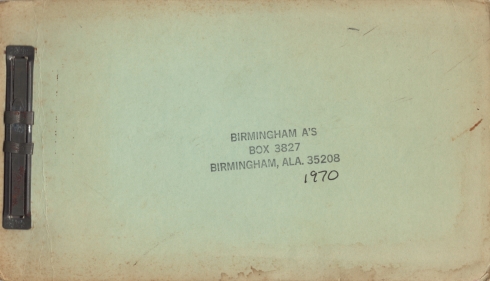 BIRMINGHAM A'S
BOX 3827
BIRMINGHAM, ALA. 35208
1970